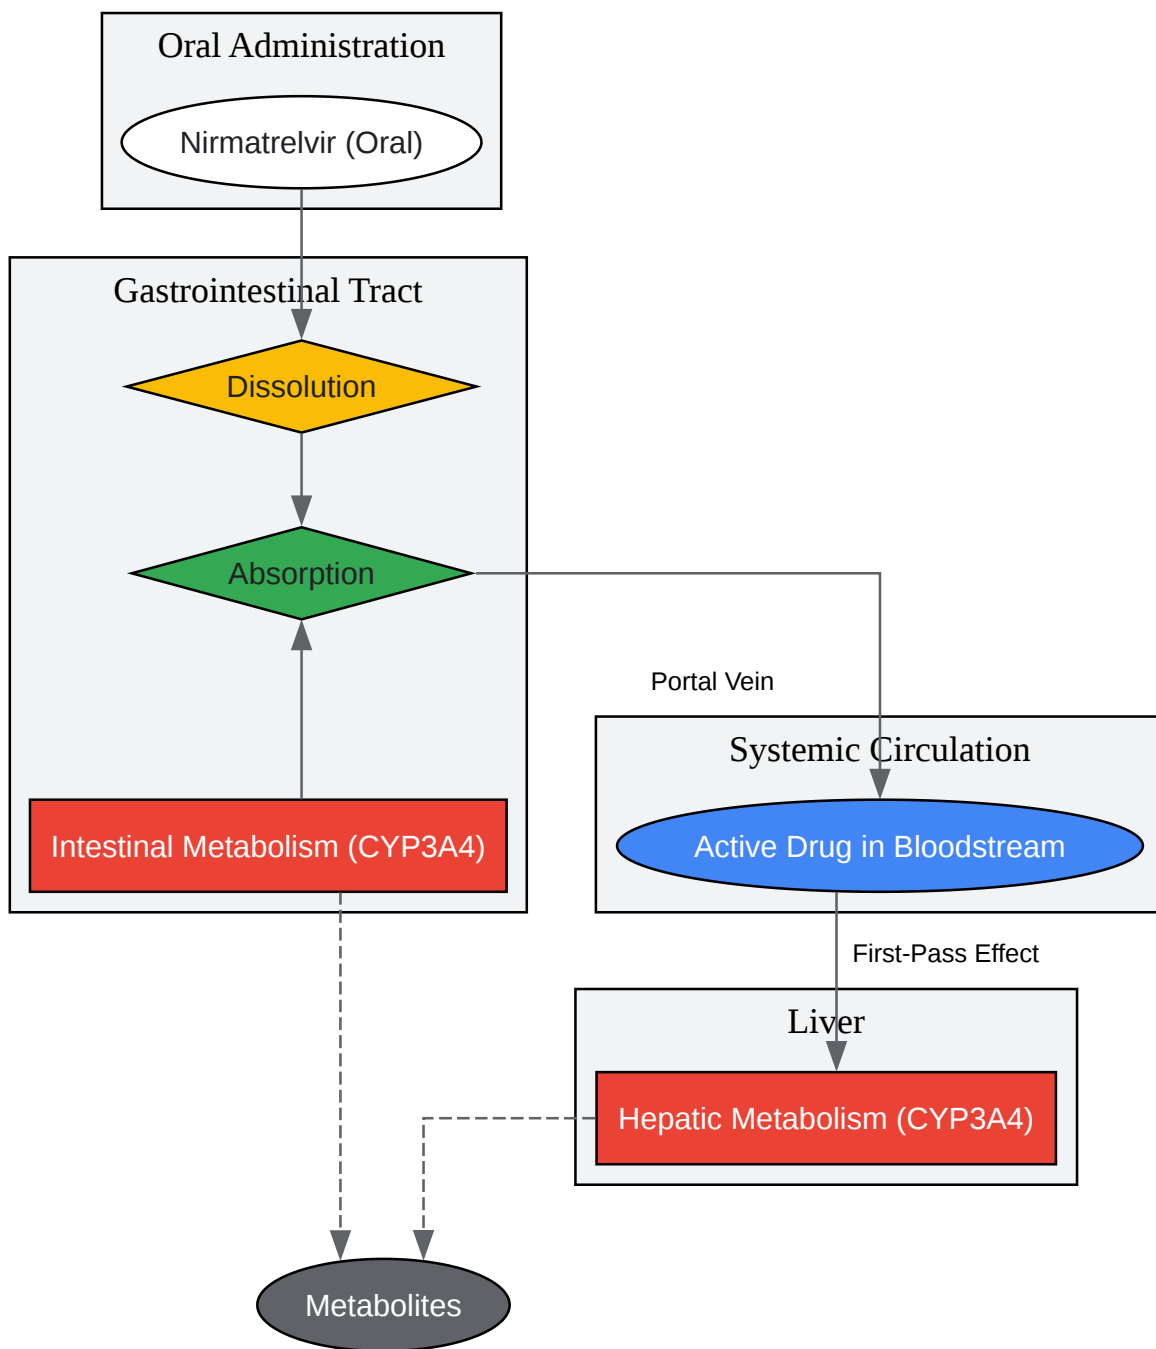 Oral Administration
Nirmatrelvir (Oral)
Gastrointestinal Tract
Dissolution
Absorption
Portal Vein
Systemic Circulation
Intestinal Metabolism (CYP3A4)
Active Drug in Bloodstream
First-Pass Effect
Liver
Hepatic Metabolism (CYP3A4)
Metabolites